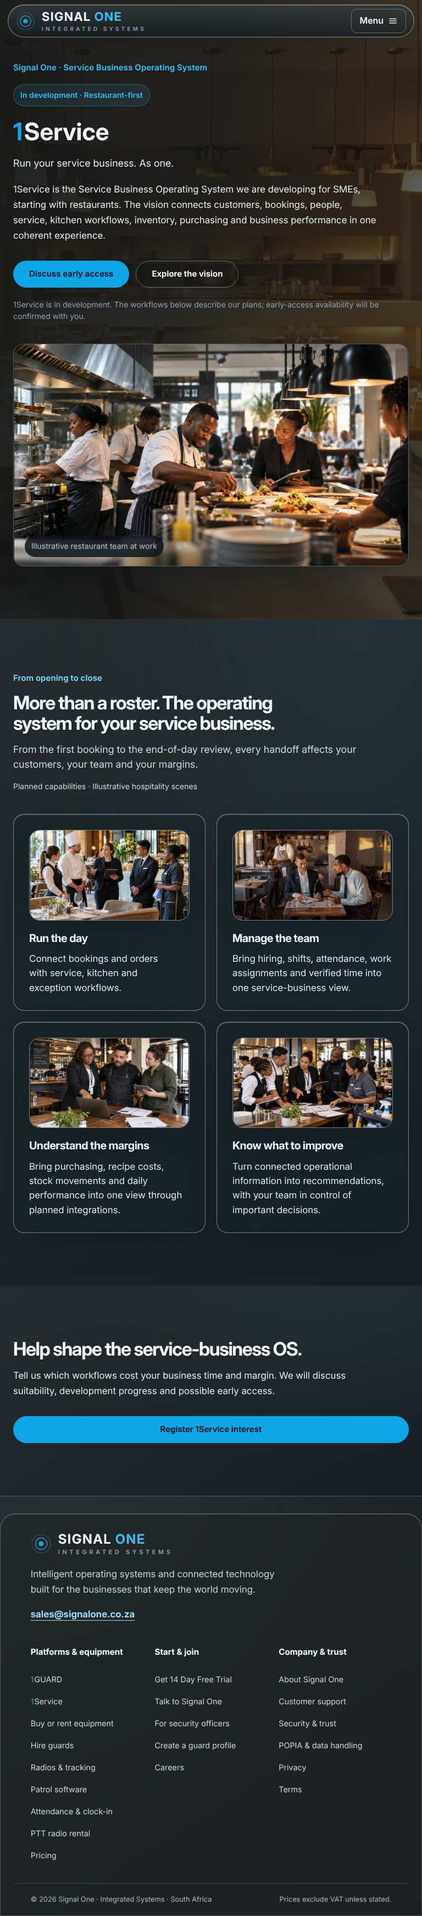 SIGNAL ONE
INTEGRATED SYSTEMS
Menu
Signal One · Service Business Operating System
In development · Restaurant-first
1Service
Run your service business. As one.
1Service is the Service Business Operating System we are developing for SMEs,
starting with restaurants. The vision connects customers, bookings, people,
service, kitchen workflows, inventory, purchasing and business performance in one
coherent experience.
Discuss early access
Explore the vision
1Service is in development. The workflows below describe our plans; early-access availability will be
confirmed with you.
Illustrative restaurant team at work
From opening to close
More than a roster. The operating
system for your service business.
From the first booking to the end-of-day review, every handoff affects your
customers, your team and your margins.
Planned capabilities · Illustrative hospitality scenes
Run the day
Connect bookings and orders
with service, kitchen and
exception workflows.
Manage the team
Bring hiring, shifts, attendance, work
assignments and verified time into
one service-business view.
Understand the margins
Bring purchasing, recipe costs,
stock movements and daily
performance into one view through
planned integrations.
Know what to improve
Turn connected operational
information into recommendations,
with your team in control of
important decisions.
Help shape the service-business OS.
Tell us which workflows cost your business time and margin. We will discuss
suitability, development progress and possible early access.
Register 1Service interest
SIGNAL ONE
INTEGRATED SYSTEMS
Intelligent operating systems and connected technology
built for the businesses that keep the world moving.
sales@signalone.co.za
Platforms & equipment
1GUARD
1Service
Buy or rent equipment
Hire guards
Radios & tracking
Patrol software
Attendance & clock-in
PTT radio rental
Pricing
Start & join
Get 14 Day Free Trial
Talk to Signal One
For security officers
Create a guard profile
Careers
Company & trust
About Signal One
Customer support
Security & trust
POPIA & data handling
Privacy
Terms
© 2026 Signal One · Integrated Systems · South Africa
Prices exclude VAT unless stated.